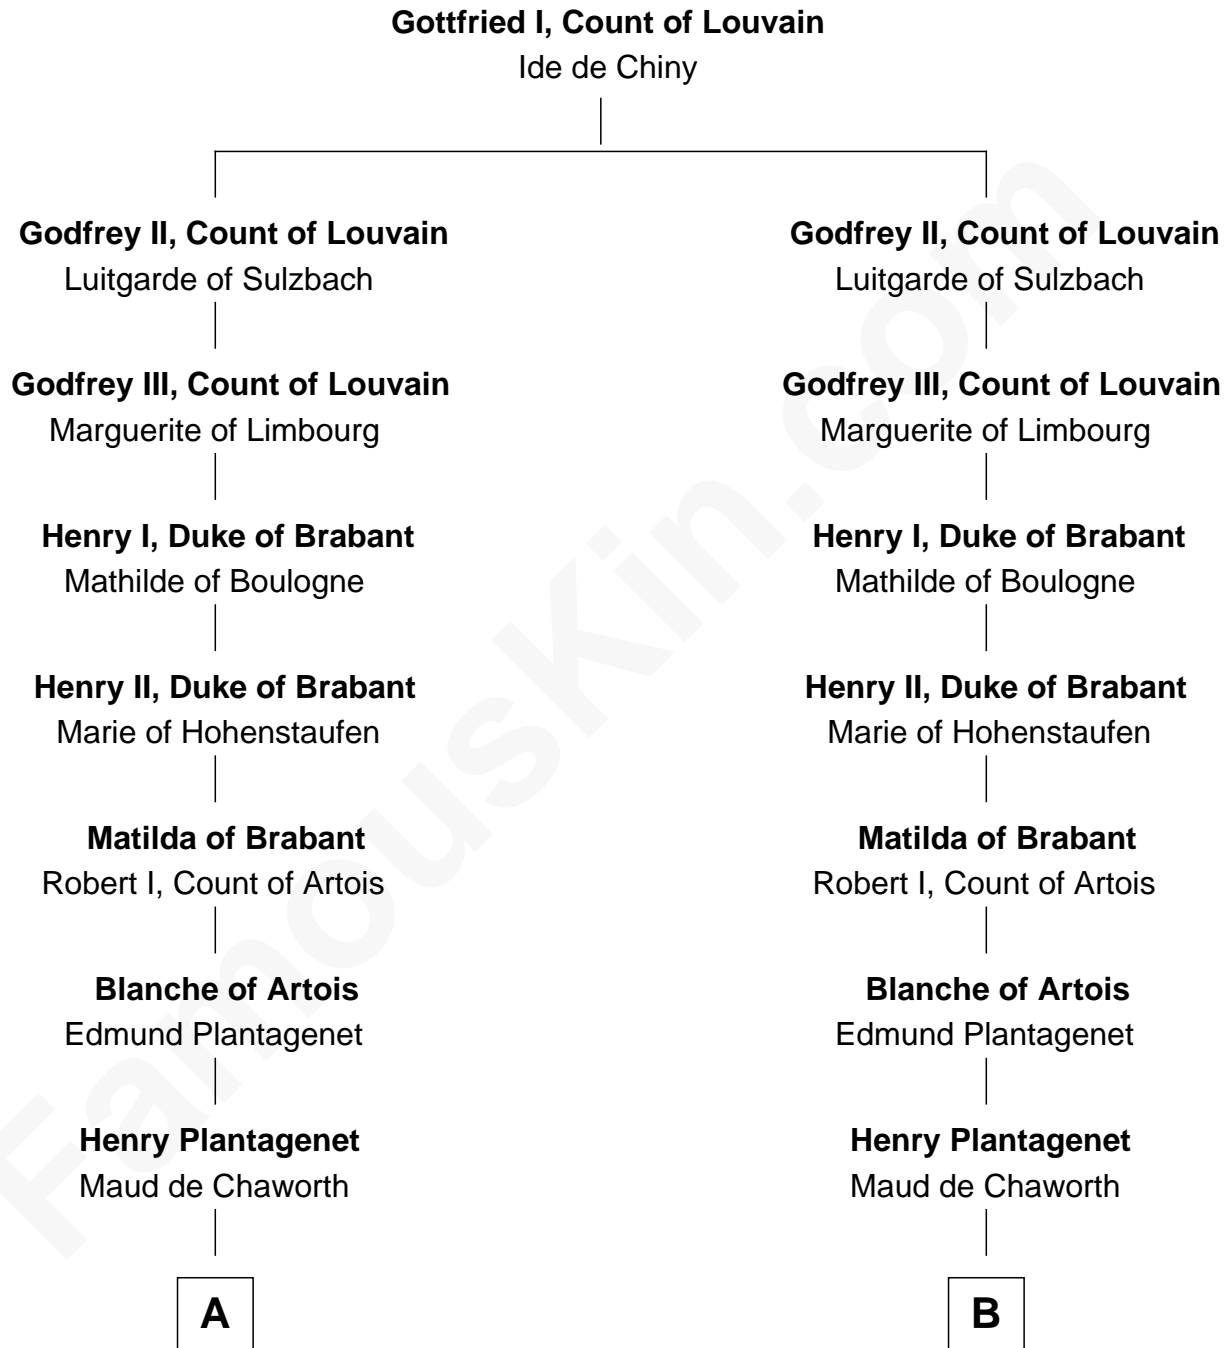 Gottfried I, Count of Louvain
Ide de Chiny
Godfrey II, Count of Louvain
Luitgarde of Sulzbach
Godfrey III, Count of Louvain
Marguerite of Limbourg
Henry I, Duke of Brabant
Mathilde of Boulogne
Henry II, Duke of Brabant
Marie of Hohenstaufen
Matilda of Brabant
Robert I, Count of Artois
Blanche of Artois
Edmund Plantagenet
Henry Plantagenet
Maud de Chaworth
A
Godfrey II, Count of Louvain
Luitgarde of Sulzbach
Godfrey III, Count of Louvain
Marguerite of Limbourg
Henry I, Duke of Brabant
Mathilde of Boulogne
Henry II, Duke of Brabant
Marie of Hohenstaufen
Matilda of Brabant
Robert I, Count of Artois
Blanche of Artois
Edmund Plantagenet
Henry Plantagenet
Maud de Chaworth
B
FamousKin.com